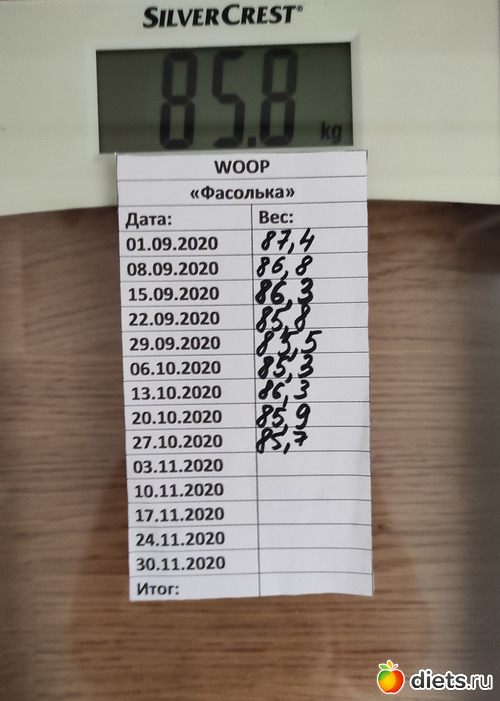 SILVERCREST®
85.8 kg
WOOP
«Фасолька»
Дата: Вес:
01.09.2020 87,4
08.09.2020 86,8
15.09.2020 86,3
22.09.2020 85,8
29.09.2020 85,5
06.10.2020 85,3
13.10.2020 86,3
20.10.2020 85,9
27.10.2020 85,7
03.11.2020
10.11.2020
17.11.2020
24.11.2020
30.11.2020
Итог:
diets.ru